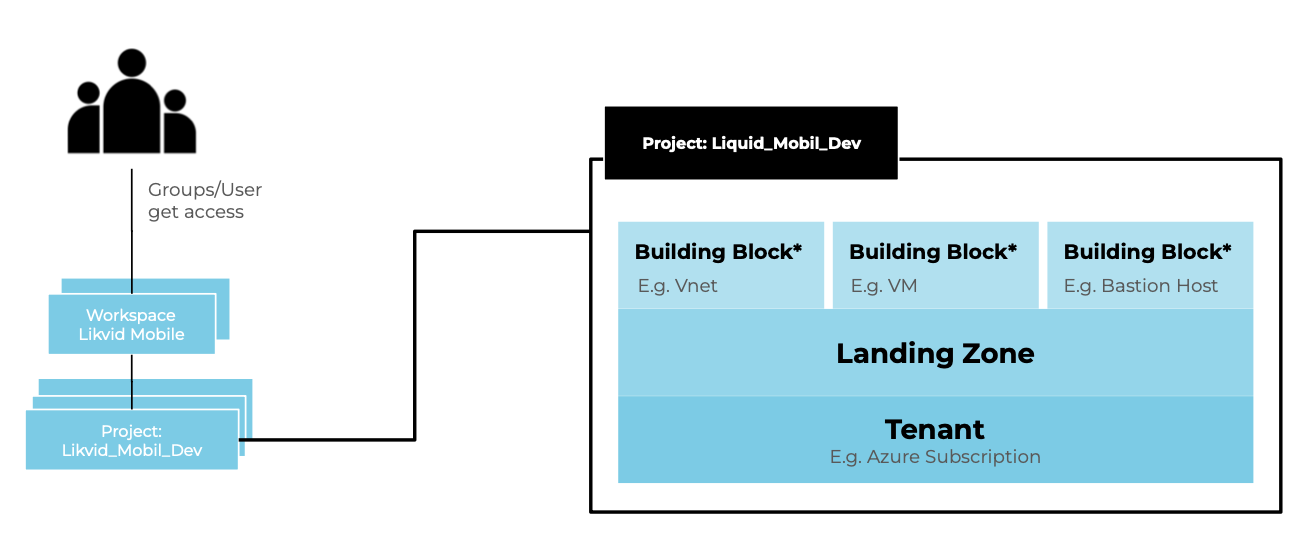 Groups/User
get access
Workspace
Likvid Mobile
Project:
Likvid_Mobil_Dev
Project: Liquid_Mobil_Dev
Building Block*
E.g. Vnet
Building Block*
E.g. VM
Building Block*
E.g. Bastion Host
Landing Zone
Tenant
E.g. Azure Subscription